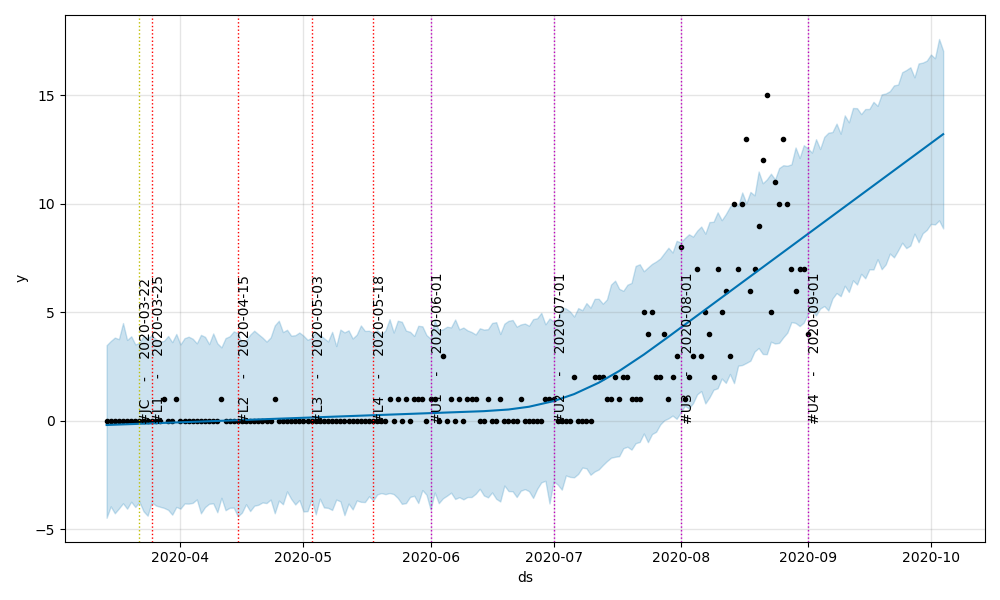 y
15
10
5
0
−5
#JC - 2020-03-22
#L1 - 2020-03-25
#L2 - 2020-04-15
#L3 - 2020-05-03
#L4 - 2020-05-18
#U1 - 2020-06-01
#U2 - 2020-07-01
#U3 - 2020-08-01
#U4 - 2020-09-01
2020-04
2020-05
2020-06
2020-07
2020-08
2020-09
2020-10
ds